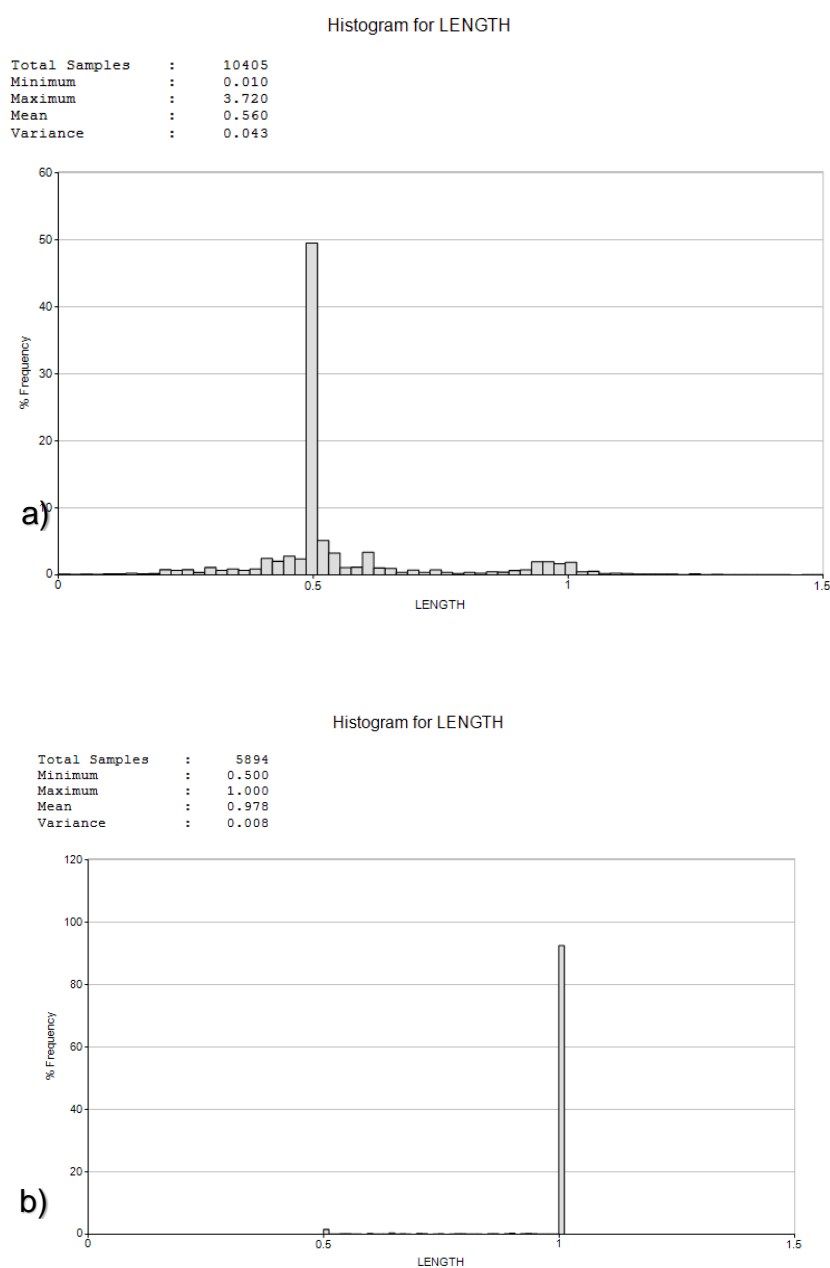 Histogram for LENGTH
Total Samples : 10405
Minimum : 0.010
Maximum : 3.720
Mean : 0.560
Variance : 0.043
60
50
40
30
20
10
0
% Frequency
a)
0 0.5 1 1.5
LENGTH
Histogram for LENGTH
Total Samples : 5894
Minimum : 0.500
Maximum : 1.000
Mean : 0.978
Variance : 0.008
120
100
80
60
40
20
0
% Frequency
b)
0 0.5 1 1.5
LENGTH